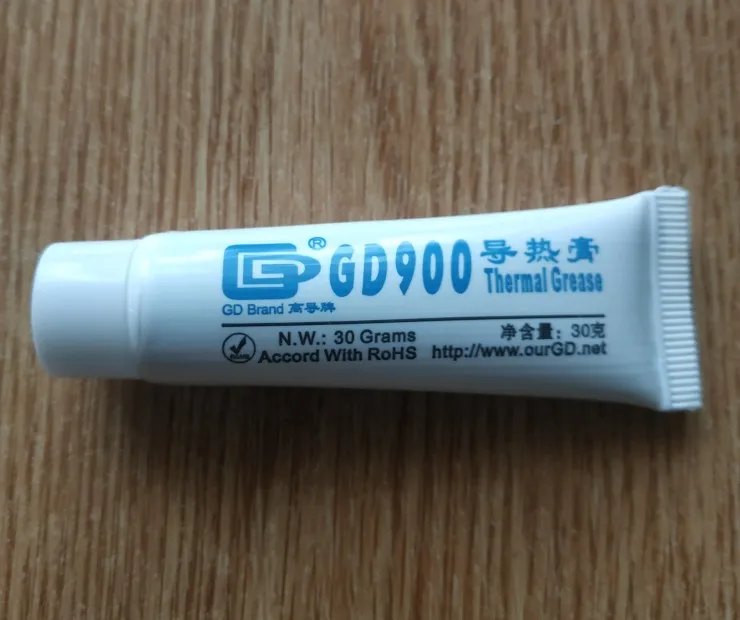 GD ® GD900 导热膏
Thermal Grease
GD Brand 高导牌
N.W.: 30 Grams 净含量: 30克
Accord With RoHS http://www.ourGD.net